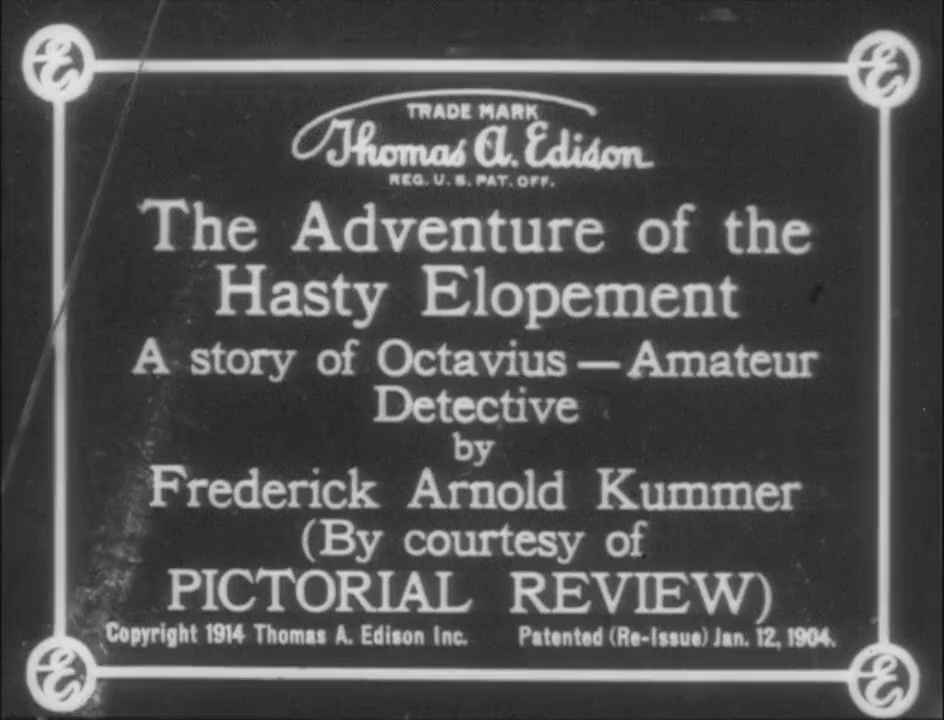 TRADE MARK
Thomas A. Edison
REG. U. S. PAT. OFF.
The Adventure of the
Hasty Elopement
A story of Octavius — Amateur
Detective
by
Frederick Arnold Kummer
(By courtesy of
PICTORIAL REVIEW)
Copyright 1914 Thomas A. Edison Inc. Patented (Re-Issue) Jan. 12, 1904.